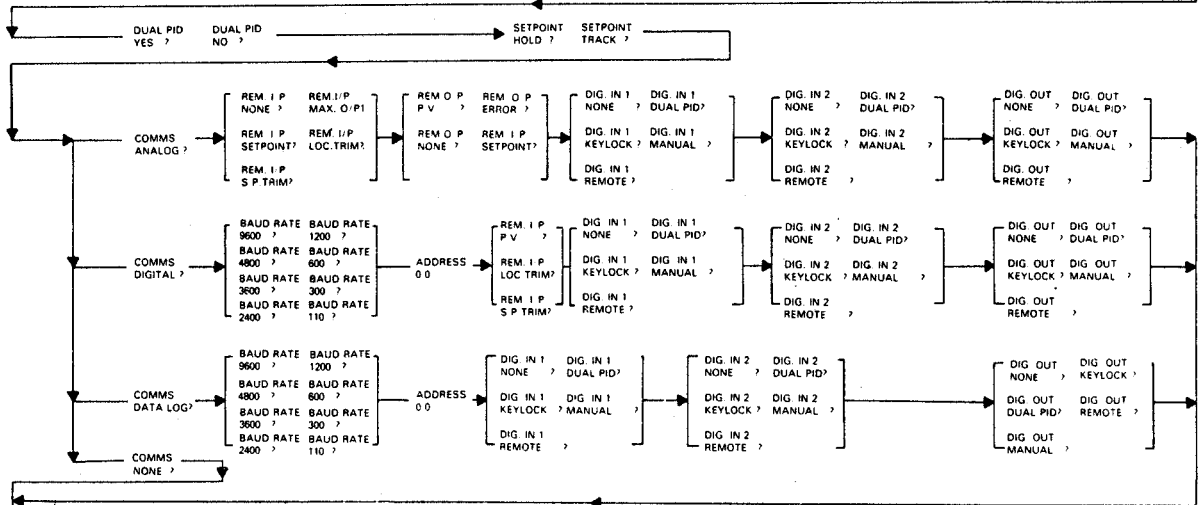 DUAL PID DUAL PID SETPOINT SETPOINT
YES ? NO ? HOLD ? TRACK ?
COMMS
ANALOG ?
REM. I P REM. I/P
NONE ? MAX. O/P1
REM. I P REM. I/P
SETPOINT? LOC.TRIM?
REM. I/P
S P.TRIM?
REM O P REM O P
P V ? ERROR ?
REM O P REM I P
NONE ? SETPOINT?
DIG. IN 1 DIG. IN 1
NONE ? DUAL PID?
DIG. IN 1 DIG. IN 1
KEYLOCK ? MANUAL ?
DIG. IN 1
REMOTE ?
DIG. IN 2 DIG. IN 2
NONE ? DUAL PID?
DIG. IN 2 DIG. IN 2
KEYLOCK ? MANUAL ?
DIG. IN 2
REMOTE ?
DIG. OUT DIG OUT
NONE ? DUAL PID?
DIG. OUT DIG. OUT
KEYLOCK ? MANUAL ?
DIG. OUT
REMOTE ?
COMMS
DIGITAL ?
BAUD RATE BAUD RATE
9600 ? 1200 ?
BAUD RATE BAUD RATE
4800 ? 600 ?
BAUD RATE BAUD RATE
3600 ? 300 ?
BAUD RATE BAUD RATE
2400 ? 110 ?
ADDRESS
0 0
REM. I P
P V ?
REM. I P
LOC TRIM?
REM I P
S P TRIM?
DIG. IN 1 DIG. IN 1
NONE ? DUAL PID?
DIG. IN 1 DIG. IN 1
KEYLOCK ? MANUAL ?
DIG. IN 1
REMOTE ?
DIG. IN 2 DIG. IN 2
NONE ? DUAL PID?
DIG. IN 2 DIG. IN 2
KEYLOCK ? MANUAL ?
DIG. IN 2
REMOTE ?
DIG. OUT DIG. OUT
NONE ? DUAL PID?
DIG. OUT DIG. OUT
KEYLOCK ? MANUAL ?
DIG. OUT
REMOTE ?
COMMS
DATA LOG?
BAUD RATE BAUD RATE
9600 ? 1200 ?
BAUD RATE BAUD RATE
4800 ? 600 ?
BAUD RATE BAUD RATE
3600 ? 300 ?
BAUD RATE BAUD RATE
2400 ? 110 ?
ADDRESS
0 0
DIG. IN 1 DIG. IN 1
NONE ? DUAL PID?
DIG IN 1 DIG. IN 1
KEYLOCK ? MANUAL ?
DIG. IN 1
REMOTE ?
DIG. IN 2 DIG. IN 2
NONE ? DUAL PID?
DIG. IN 2 DIG. IN 2
KEYLOCK ? MANUAL ?
DIG. IN 2
REMOTE ?
DIG OUT DIG OUT
NONE ? KEYLOCK ?
DIG OUT DIG OUT
DUAL PID? REMOTE ?
DIG OUT
MANUAL ?
COMMS
NONE ?